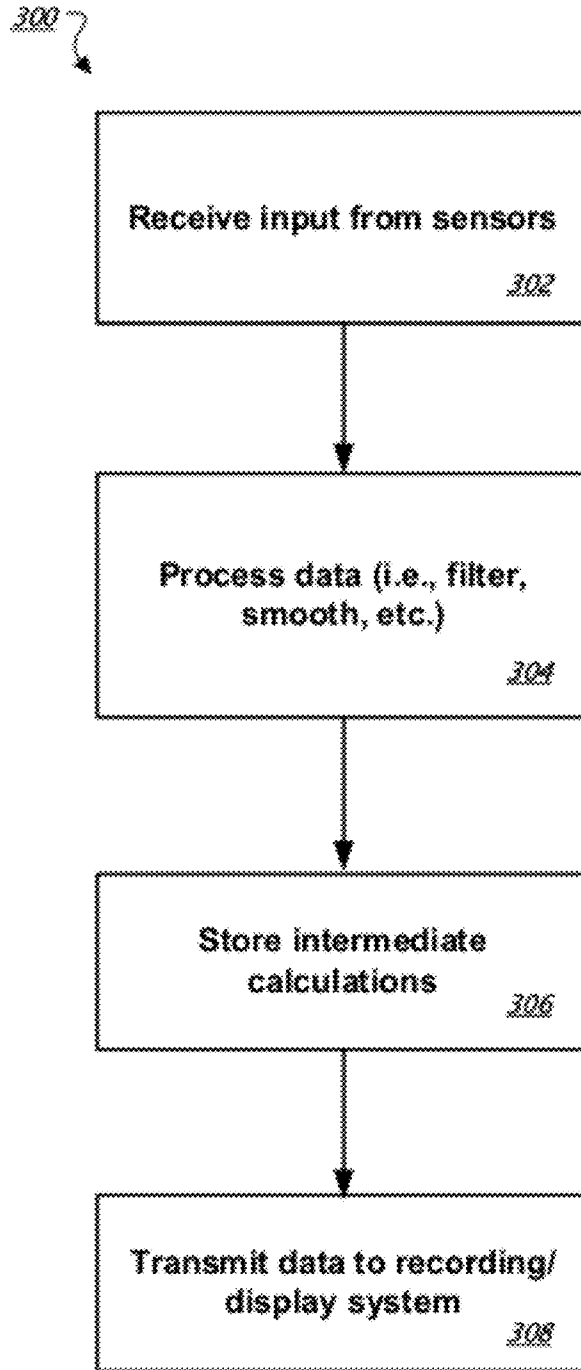 300
Receive input from sensors
302
Process data (i.e., filter,
smooth, etc.)
304
Store intermediate
calculations
306
Transmit data to recording/
display system
308